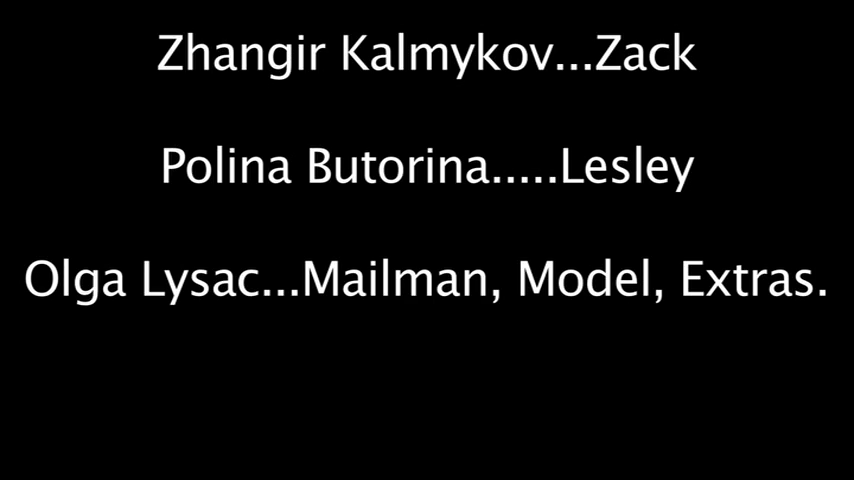 Zhangir Kalmykov...Zack
Polina Butorina.....Lesley
Olga Lysac...Mailman, Model, Extras.